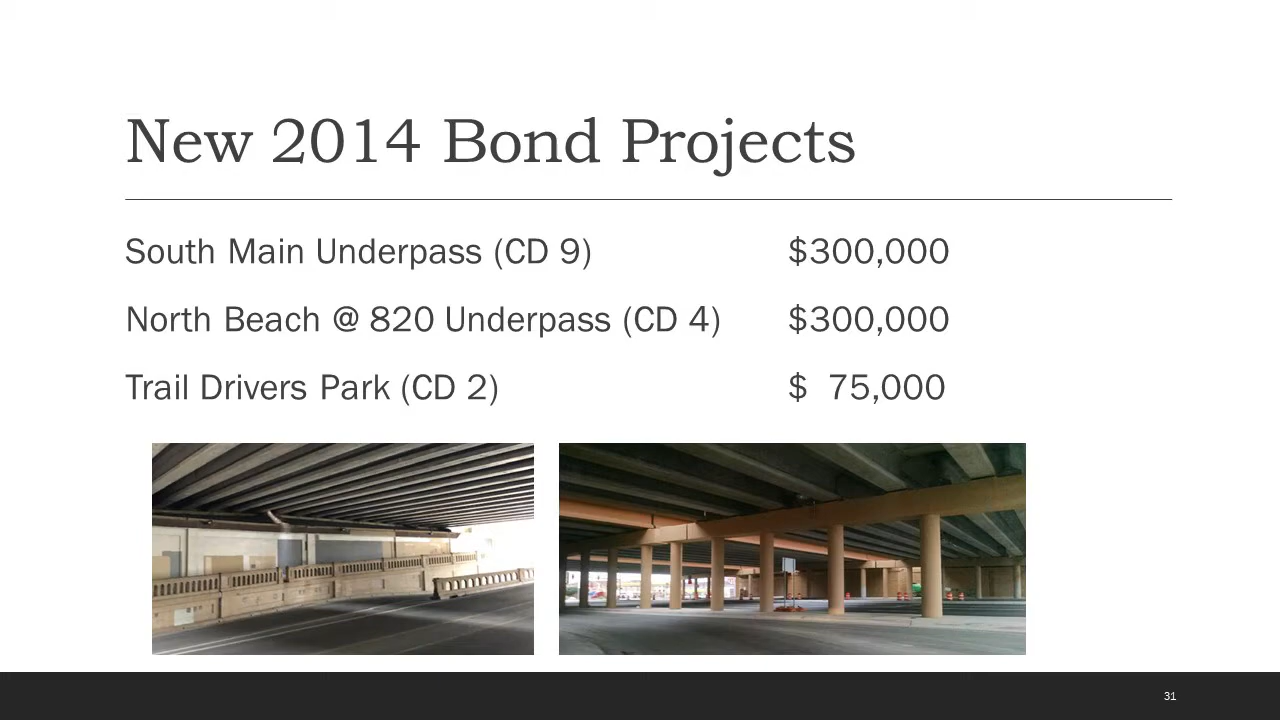 New 2014 Bond Projects
South Main Underpass (CD 9) $300,000
North Beach @ 820 Underpass (CD 4) $300,000
Trail Drivers Park (CD 2) $ 75,000
31